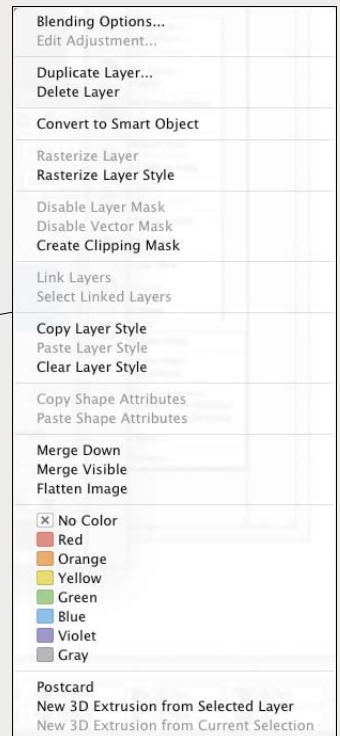 Blending Options...
Edit Adjustment...
Duplicate Layer...
Delete Layer
Convert to Smart Object
Rasterize Layer
Rasterize Layer Style
Disable Layer Mask
Disable Vector Mask
Create Clipping Mask
Link Layers
Select Linked Layers
Copy Layer Style
Paste Layer Style
Clear Layer Style
Copy Shape Attributes
Paste Shape Attributes
Merge Down
Merge Visible
Flatten Image
No Color
Red
Orange
Yellow
Green
Blue
Violet
Gray
Postcard
New 3D Extrusion from Selected Layer
New 3D Extrusion from Current Selection